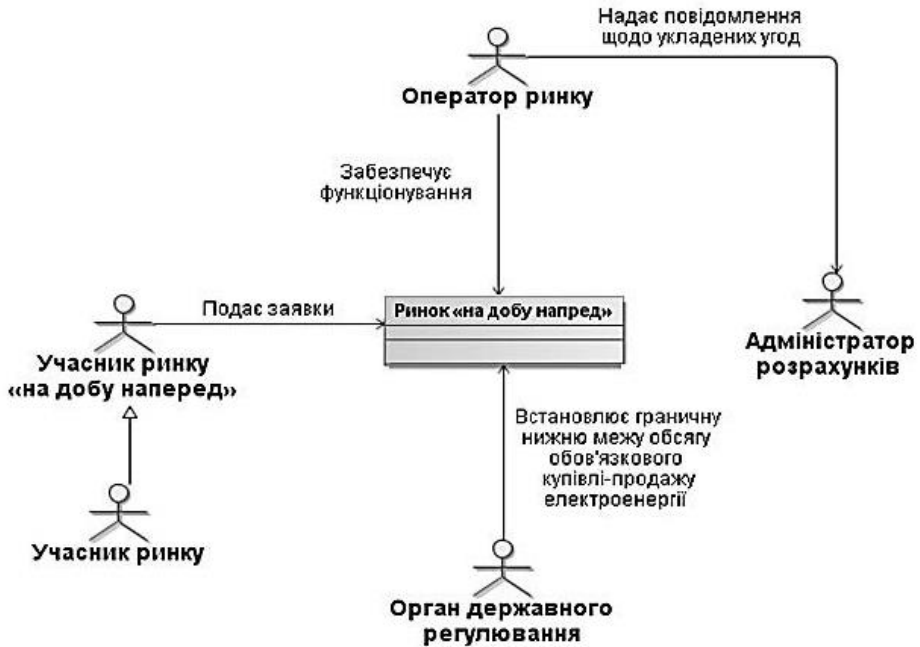 Надає повідомлення
щодо укладених угод
Оператор ринку
Забезпечує
функціонування
Подає заявки
Ринок «на добу напред»
Учасник ринку
«на добу наперед»
Адміністратор
розрахунків
Встановлює граничну
нижню межу обсягу
обов'язкового
купівлі-продажу
електроенергії
Учасник ринку
Орган державного
регулювання